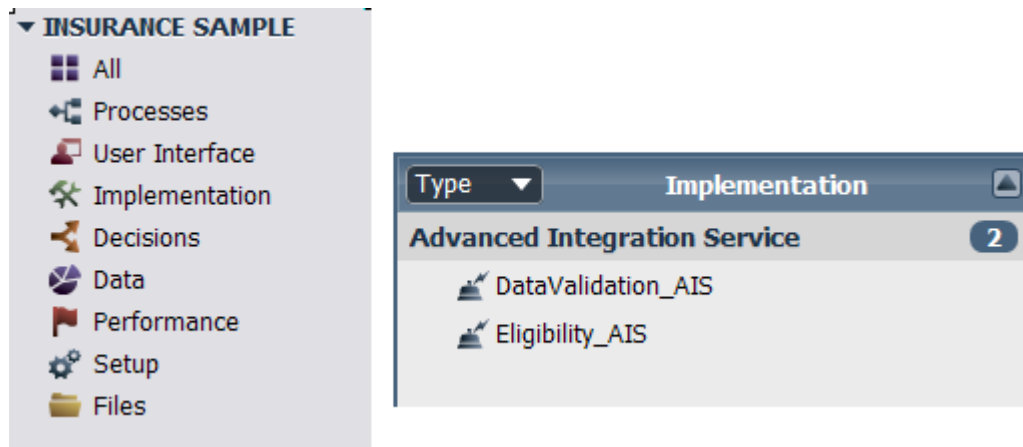 INSURANCE SAMPLE
All
Processes
User Interface
Implementation
Decisions
Data
Performance
Setup
Files
Type Implementation
Advanced Integration Service 2
DataValidation_AIS
Eligibility_AIS